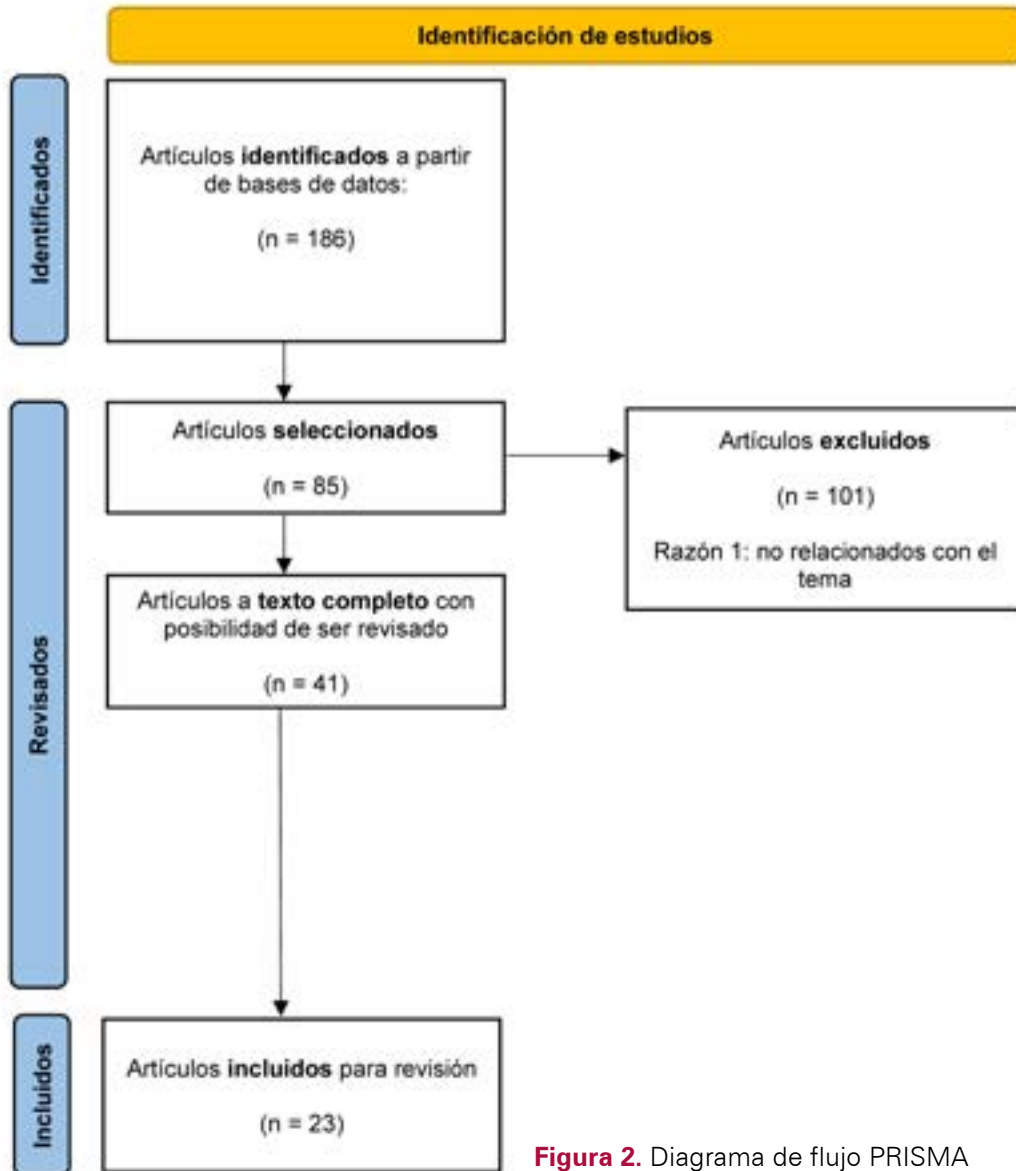 Identificación de estudios
Identificados
Artículos identificados a partir
de bases de datos:
(n = 186)
Revisados
Artículos seleccionados
(n = 85)
Artículos excluidos
(n = 101)
Razón 1: no relacionados con el
tema
Artículos a texto completo con
posibilidad de ser revisado
(n = 41)
Incluidos
Artículos incluidos para revisión
(n = 23)
Figura 2. Diagrama de flujo PRISMA